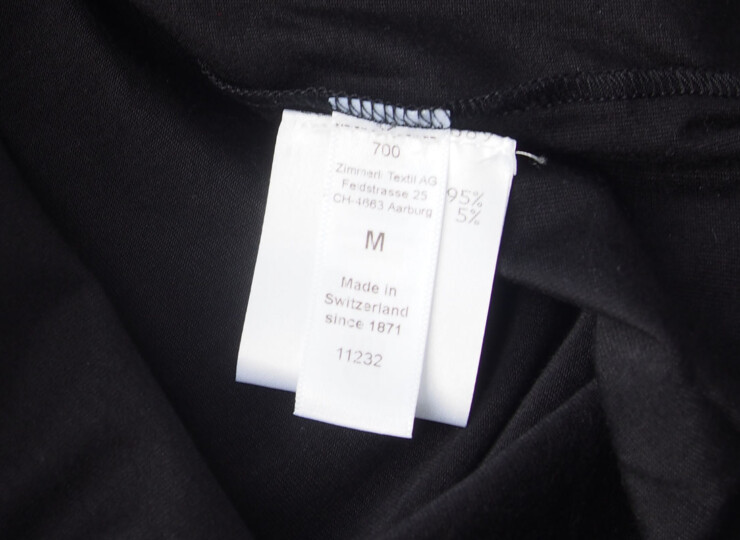 700
Zimmerli Textil AG
Feldstrasse 25
CH-4663 Aarburg
95%
5%
M
Made in
Switzerland
since 1871
11232